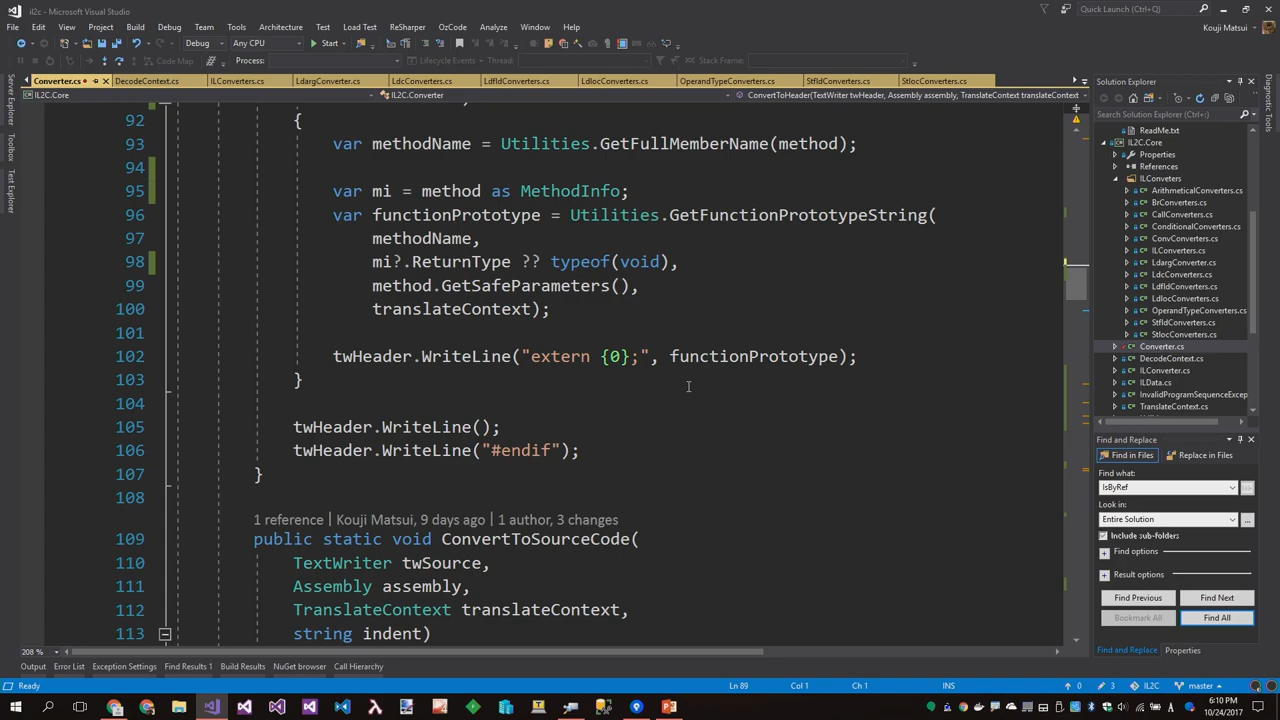 il2c - Microsoft Visual Studio
Quick Launch (Ctrl+Q)
File Edit View Project Build Debug Team Tools Architecture Test Load Test ReSharper OzCode Analyze Window Help
Kouji Matsui
Debug Any CPU Start
Code Map Process: Lifecycle Events Thread: Stack Frame:
Converter.cs DecodeContext.cs ILConverters.cs LdargConverter.cs LdcConverters.cs LdfldConverters.cs LdlocConverters.cs OperandTypeConverters.cs StfldConverters.cs StlocConverters.cs
IL2C.Core IL2C.Converter ConvertToHeader(TextWriter twHeader, Assembly assembly, TranslateContext translateContext
Server Explorer
Toolbox
Test Explorer
92 {
93 var methodName = Utilities.GetFullMemberName(method);
94
95 var mi = method as MethodInfo;
96 var functionPrototype = Utilities.GetFunctionPrototypeString(
97 methodName,
98 mi?.ReturnType ?? typeof(void),
99 method.GetSafeParameters(),
100 translateContext);
101
102 twHeader.WriteLine("extern {0};", functionPrototype);
103 }
104
105 twHeader.WriteLine();
106 twHeader.WriteLine("#endif");
107 }
108
1 reference | Kouji Matsui, 9 days ago | 1 author, 3 changes
109 public static void ConvertToSourceCode(
110 TextWriter twSource,
111 Assembly assembly,
112 TranslateContext translateContext,
113 string indent)
208 %
Solution Explorer
Search Solution Explorer (Ctrl+;)
ReadMe.txt
IL2C.Core
Properties
References
ILConveters
ArithmeticalConverters.cs
BrConverters.cs
CallConverters.cs
ConditionalConverters.cs
ConvConverters.cs
ILConverters.cs
LdargConverter.cs
LdcConverters.cs
LdfldConverters.cs
LdlocConverters.cs
OperandTypeConverters.cs
StfldConverters.cs
StlocConverters.cs
Converter.cs
DecodeContext.cs
ILConverter.cs
ILData.cs
InvalidProgramSequenceExcep
TranslateContext.cs
Find and Replace
Find in Files Replace in Files
Find what:
IsByRef
Look in:
Entire Solution
...
Include sub-folders
Find options
Result options
Find Previous Find Next
Bookmark All Find All
Find and Replace Properties
Diagnostic Tools
Output Error List Exception Settings Find Results 1 Build Results NuGet browser Call Hierarchy
Ready Ln 89 Col 1 Ch 1 INS 0 3 IL2C master
6:10 PM
10/24/2017